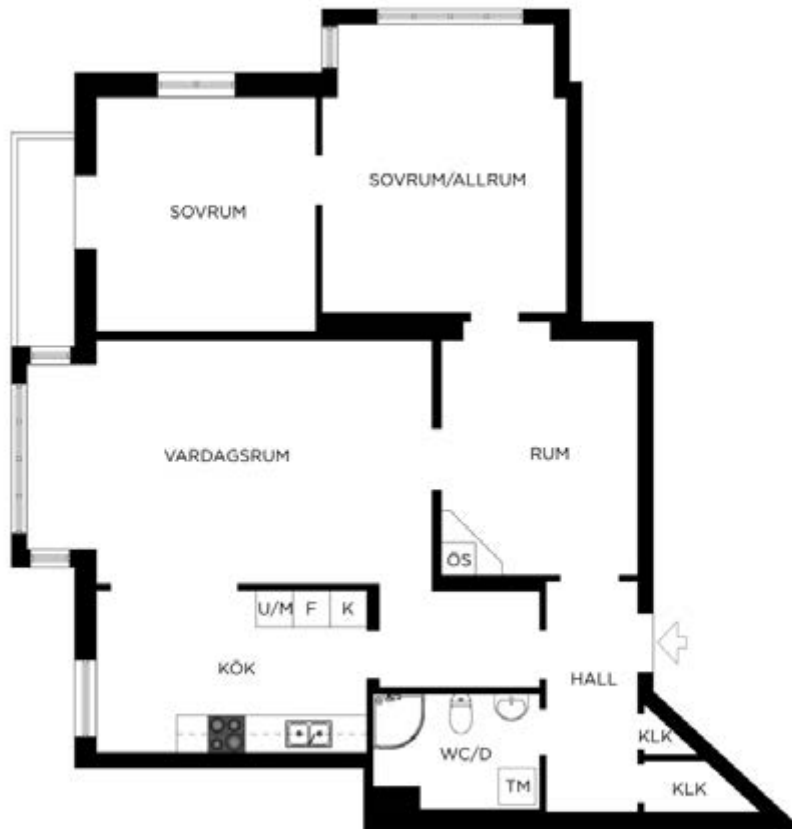 SOVRUM/ALLRUM
SOVRUM
VARDAGSRUM
RUM
ÖS
U/M F K
KÖK
HALL
KLK
WC/D
TM
KLK